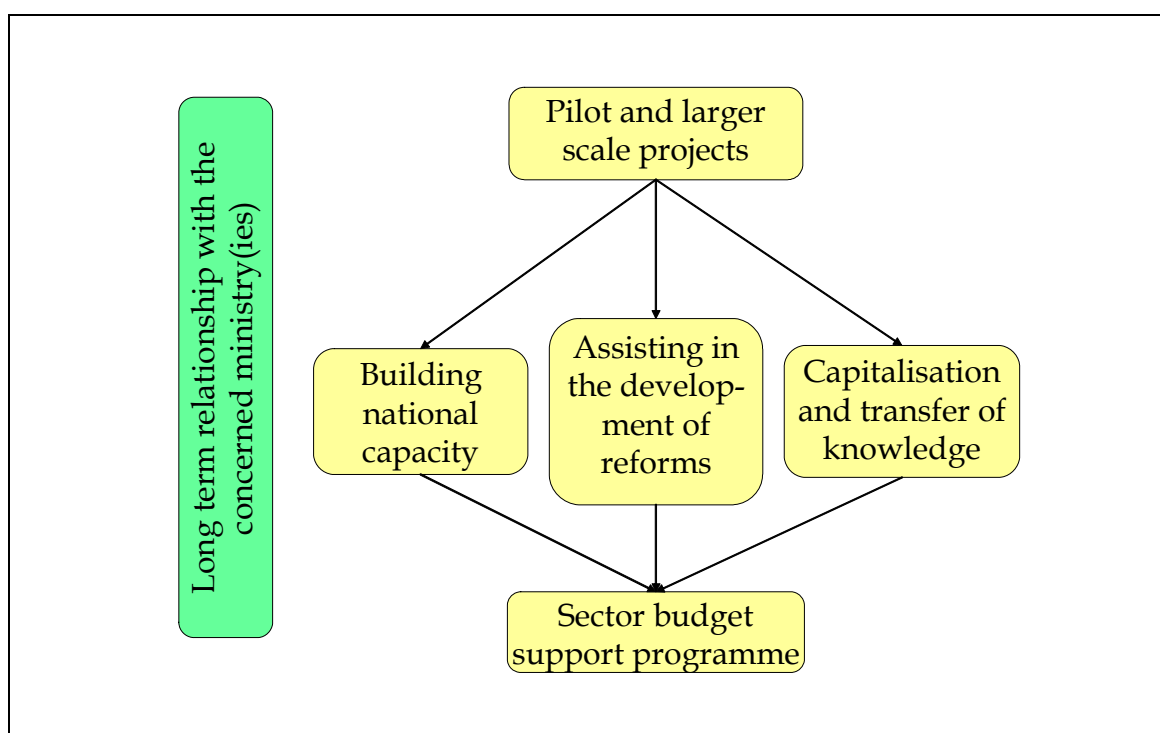 Long term relationship with the
concerned ministry(ies)
Pilot and larger
scale projects
Building
national
capacity
Assisting in
the develop-
ment of
reforms
Capitalisation
and transfer of
knowledge
Sector budget
support programme